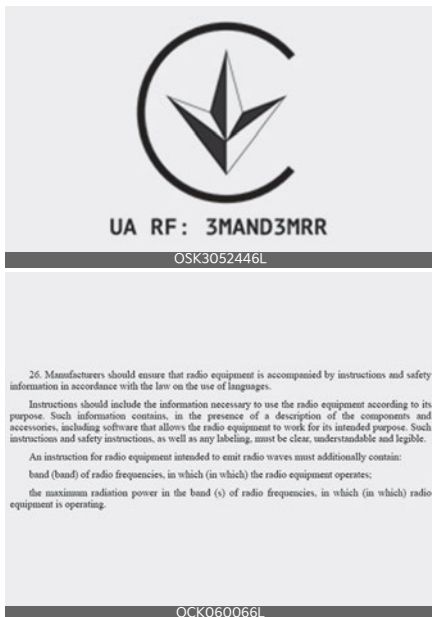 UA RF: 3MAND3MRR
OSK3052446L
26. Manufacturers should ensure that radio equipment is accompanied by instructions and safety
information in accordance with the law on the use of languages.
Instructions should include the information necessary to use the radio equipment according to its
purpose. Such information contains, in the presence of a description of the components and
accessories, including software that allows the radio equipment to work for its intended purpose. Such
instructions and safety instructions, as well as any labeling, must be clear, understandable and legible.
An instruction for radio equipment intended to emit radio waves must additionally contain:
band (band) of radio frequencies, in which (in which) the radio equipment operates;
the maximum radiation power in the band (s) of radio frequencies, in which (in which) radio
equipment is operating.
OCK060066L